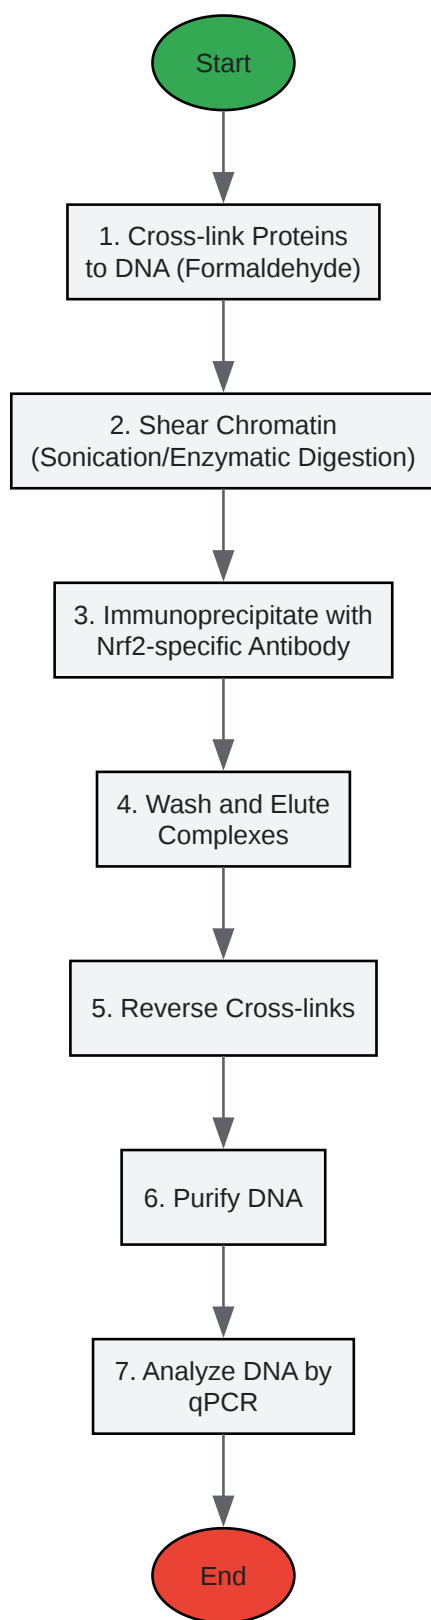 Start
1. Cross-link Proteins
to DNA (Formaldehyde)
2. Shear Chromatin
(Sonication/Enzymatic Digestion)
3. Immunoprecipitate with
Nrf2-specific Antibody
4. Wash and Elute
Complexes
5. Reverse Cross-links
6. Purify DNA
7. Analyze DNA by
qPCR
End